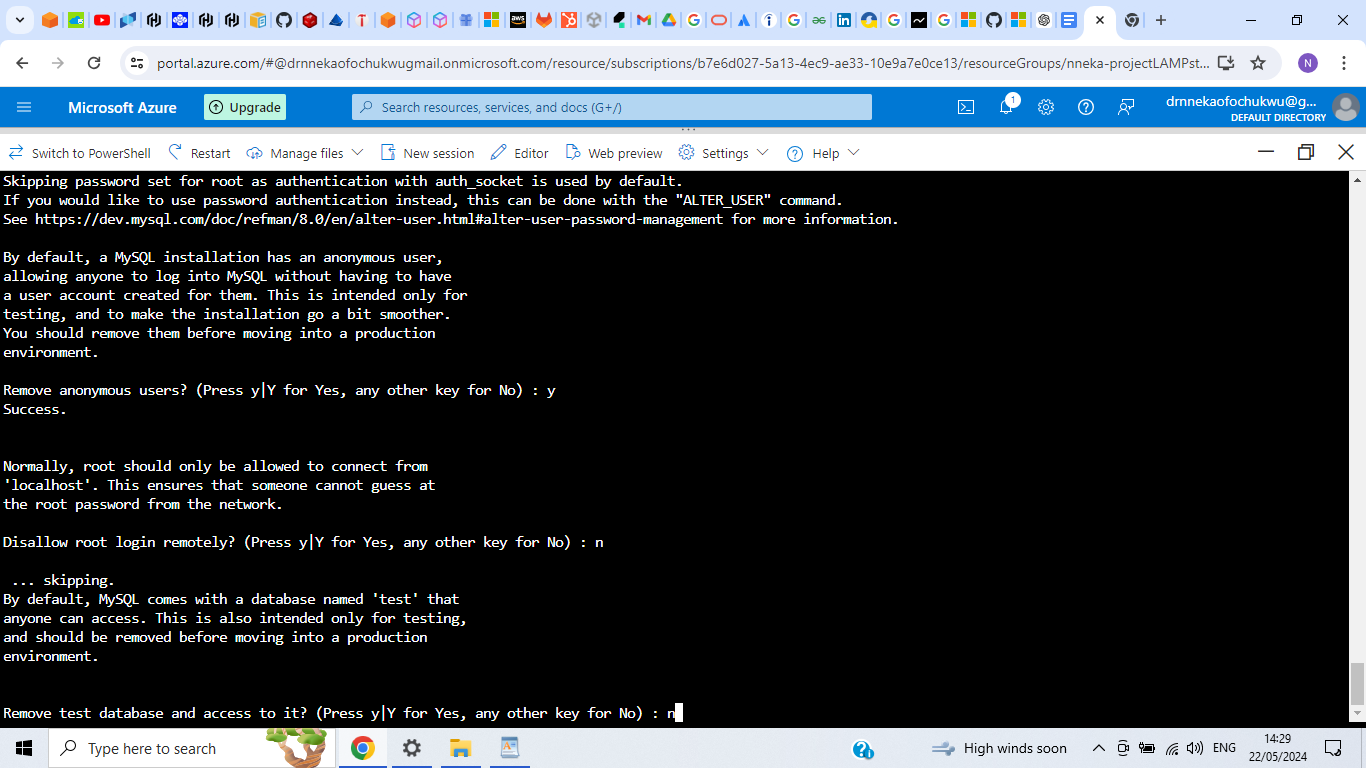 portal.azure.com/#@drnnekaofochukwugmail.onmicrosoft.com/resource/subscriptions/b7e6d027-5a13-4ec9-ae33-10e9a7e0ce13/resourceGroups/nneka-projectLAMPst...
N
Microsoft Azure
Upgrade
Search resources, services, and docs (G+/)
1
drnnekaofochukwu@g...
DEFAULT DIRECTORY
Switch to PowerShell
Restart
Manage files
New session
Editor
Web preview
Settings
Help
Skipping password set for root as authentication with auth_socket is used by default.
If you would like to use password authentication instead, this can be done with the "ALTER_USER" command.
See https://dev.mysql.com/doc/refman/8.0/en/alter-user.html#alter-user-password-management for more information.
By default, a MySQL installation has an anonymous user,
allowing anyone to log into MySQL without having to have
a user account created for them. This is intended only for
testing, and to make the installation go a bit smoother.
You should remove them before moving into a production
environment.
Remove anonymous users? (Press y|Y for Yes, any other key for No) : y
Success.
Normally, root should only be allowed to connect from
'localhost'. This ensures that someone cannot guess at
the root password from the network.
Disallow root login remotely? (Press y|Y for Yes, any other key for No) : n
... skipping.
By default, MySQL comes with a database named 'test' that
anyone can access. This is also intended only for testing,
and should be removed before moving into a production
environment.
Remove test database and access to it? (Press y|Y for Yes, any other key for No) : n
Type here to search
High winds soon
ENG
14:29
22/05/2024